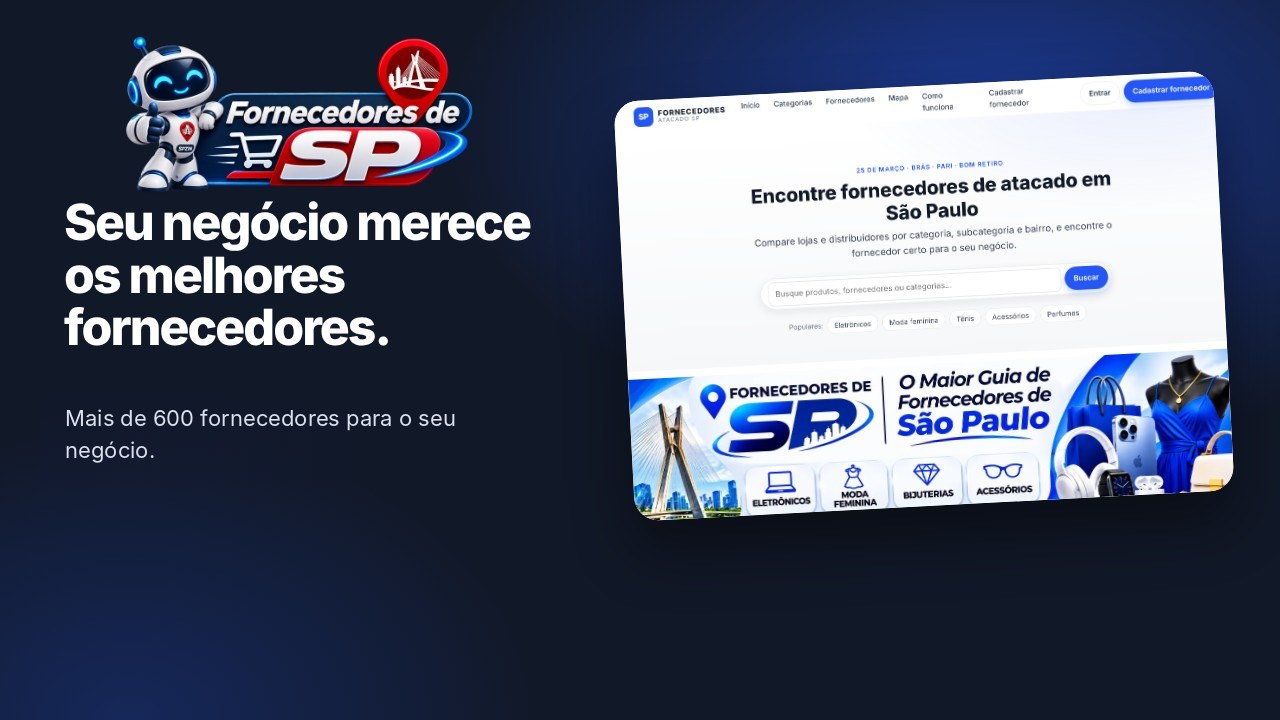 Fornecedores de
SP
SPZIN
Seu negócio merece
os melhores
fornecedores.
Mais de 600 fornecedores para o seu
negócio.
SP
FORNECEDORES
ATACADO SP
Início
Categorias
Fornecedores
Mapa
Como
funciona
Cadastrar
fornecedor
Entrar
Cadastrar fornecedor
25 DE MARÇO · BRÁS · PARI · BOM RETIRO
Encontre fornecedores de atacado em
São Paulo
Compare lojas e distribuidores por categoria, subcategoria e bairro, e encontre o
fornecedor certo para o seu negócio.
Busque produtos, fornecedores ou categorias...
Buscar
Populares:
Eletrônicos
Moda feminina
Tênis
Acessórios
Perfumes
FORNECEDORES DE
SP
O Maior Guia de
Fornecedores de
São Paulo
ELETRÔNICOS
MODA
FEMININA
BIJUTERIAS
ACESSÓRIOS